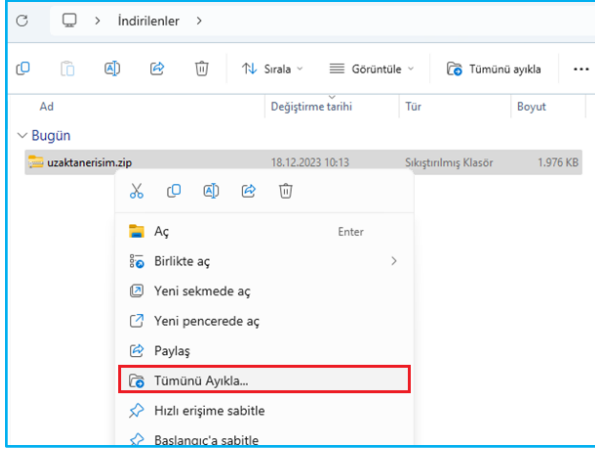 İndirilenler
Sırala
Görüntüle
Tümünü ayıkla
Ad Değiştirme tarihi Tür Boyut
Bugün
uzaktanerisim.zip 18.12.2023 10:13 Sıkıştırılmış Klasör 1.976 KB
Aç Enter
Birlikte aç
Yeni sekmede aç
Yeni pencerede aç
Paylaş
Tümünü Ayıkla...
Hızlı erişime sabitle
Başlangıç'a sabitle